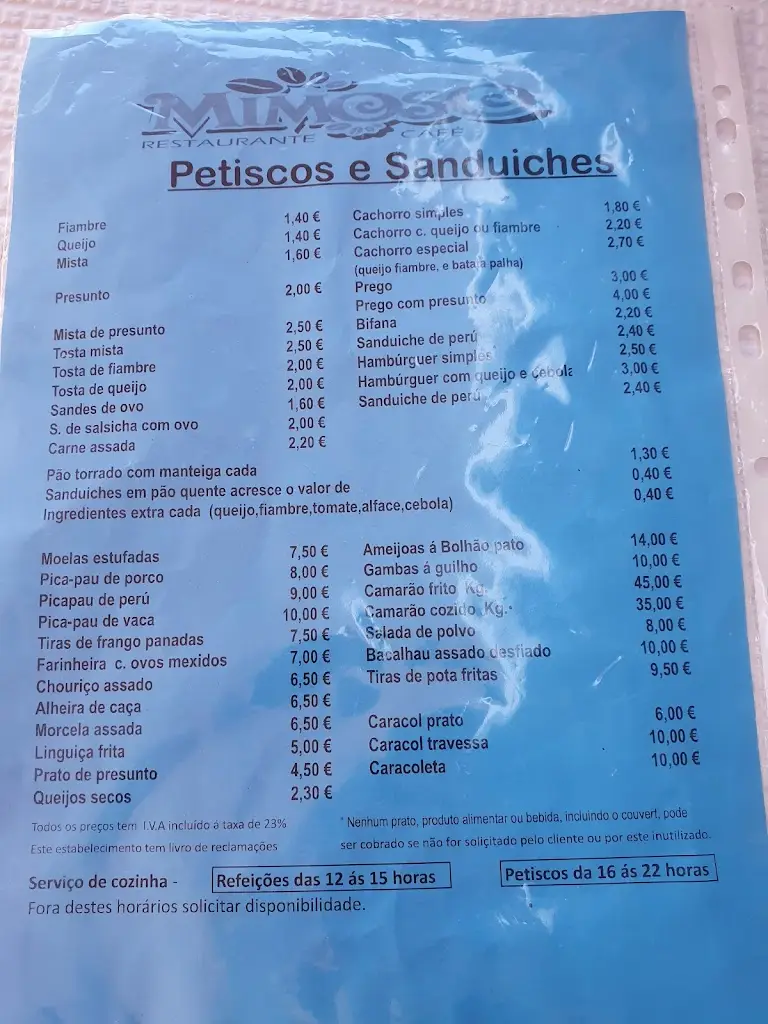 MIMOSO
RESTAURANTE CAFÉ
Petiscos e Sanduiches
Fiambre 1,40 €
Queijo 1,40 €
Mista 1,60 €
Presunto 2,00 €
Mista de presunto 2,50 €
Tosta mista 2,50 €
Tosta de fiambre 2,00 €
Tosta de queijo 2,00 €
Sandes de ovo 1,60 €
S. de salsicha com ovo 2,00 €
Carne assada 2,20 €
Cachorro simples 1,80 €
Cachorro c. queijo ou fiambre 2,20 €
Cachorro especial 2,70 €
(queijo fiambre, e batata palha)
Prego 3,00 €
Prego com presunto 4,00 €
Bifana 2,20 €
Sanduiche de perú 2,40 €
Hambúrguer simples 2,50 €
Hambúrguer com queijo e cebola 3,00 €
Sanduiche de perú 2,40 €
Pão torrado com manteiga cada 1,30 €
Sanduiches em pão quente acresce o valor de 0,40 €
Ingredientes extra cada (queijo,fiambre,tomate,alface,cebola) 0,40 €
Moelas estufadas 7,50 €
Pica-pau de porco 8,00 €
Picapau de perú 9,00 €
Pica-pau de vaca 10,00 €
Tiras de frango panadas 7,50 €
Farinheira c. ovos mexidos 7,00 €
Chouriço assado 6,50 €
Alheira de caça 6,50 €
Morcela assada 6,50 €
Linguiça frita 5,00 €
Prato de presunto 4,50 €
Queijos secos 2,30 €
Ameijoas á Bolhão pato 14,00 €
Gambas á guilho 10,00 €
Camarão frito Kg. 45,00 €
Camarão cozido Kg. 35,00 €
Salada de polvo 8,00 €
Bacalhau assado desfiado 10,00 €
Tiras de pota fritas 9,50 €
Caracol prato 6,00 €
Caracol travessa 10,00 €
Caracoleta 10,00 €
Todos os preços tem I.V.A incluído á taxa de 23%
Este estabelecimento tem livro de reclamações
* Nenhum prato, produto alimentar ou bebida, incluindo o couvert, pode
ser cobrado se não for solicitado pelo cliente ou por este inutilizado.
Serviço de cozinha - Refeições das 12 ás 15 horas Petiscos da 16 ás 22 horas
Fora destes horários solicitar disponibilidade.